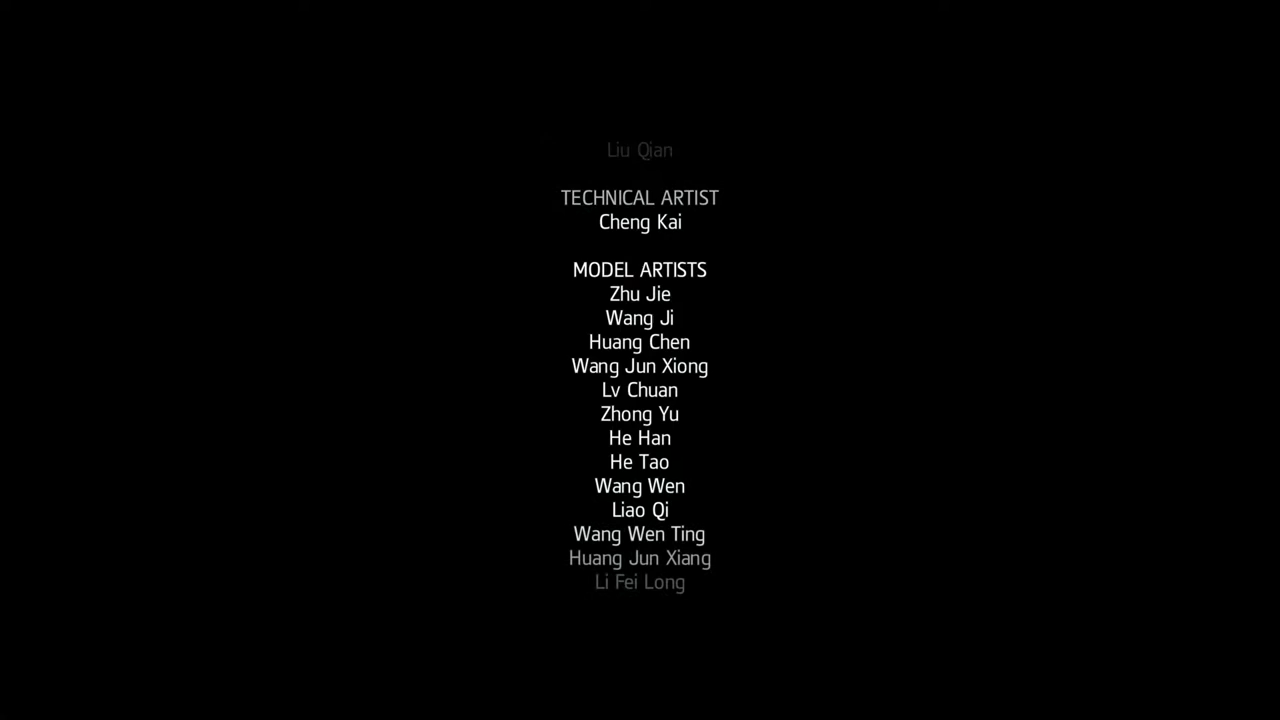 Liu Qian
TECHNICAL ARTIST
Cheng Kai
MODEL ARTISTS
Zhu Jie
Wang Ji
Huang Chen
Wang Jun Xiong
Lv Chuan
Zhong Yu
He Han
He Tao
Wang Wen
Liao Qi
Wang Wen Ting
Huang Jun Xiang
Li Fei Long